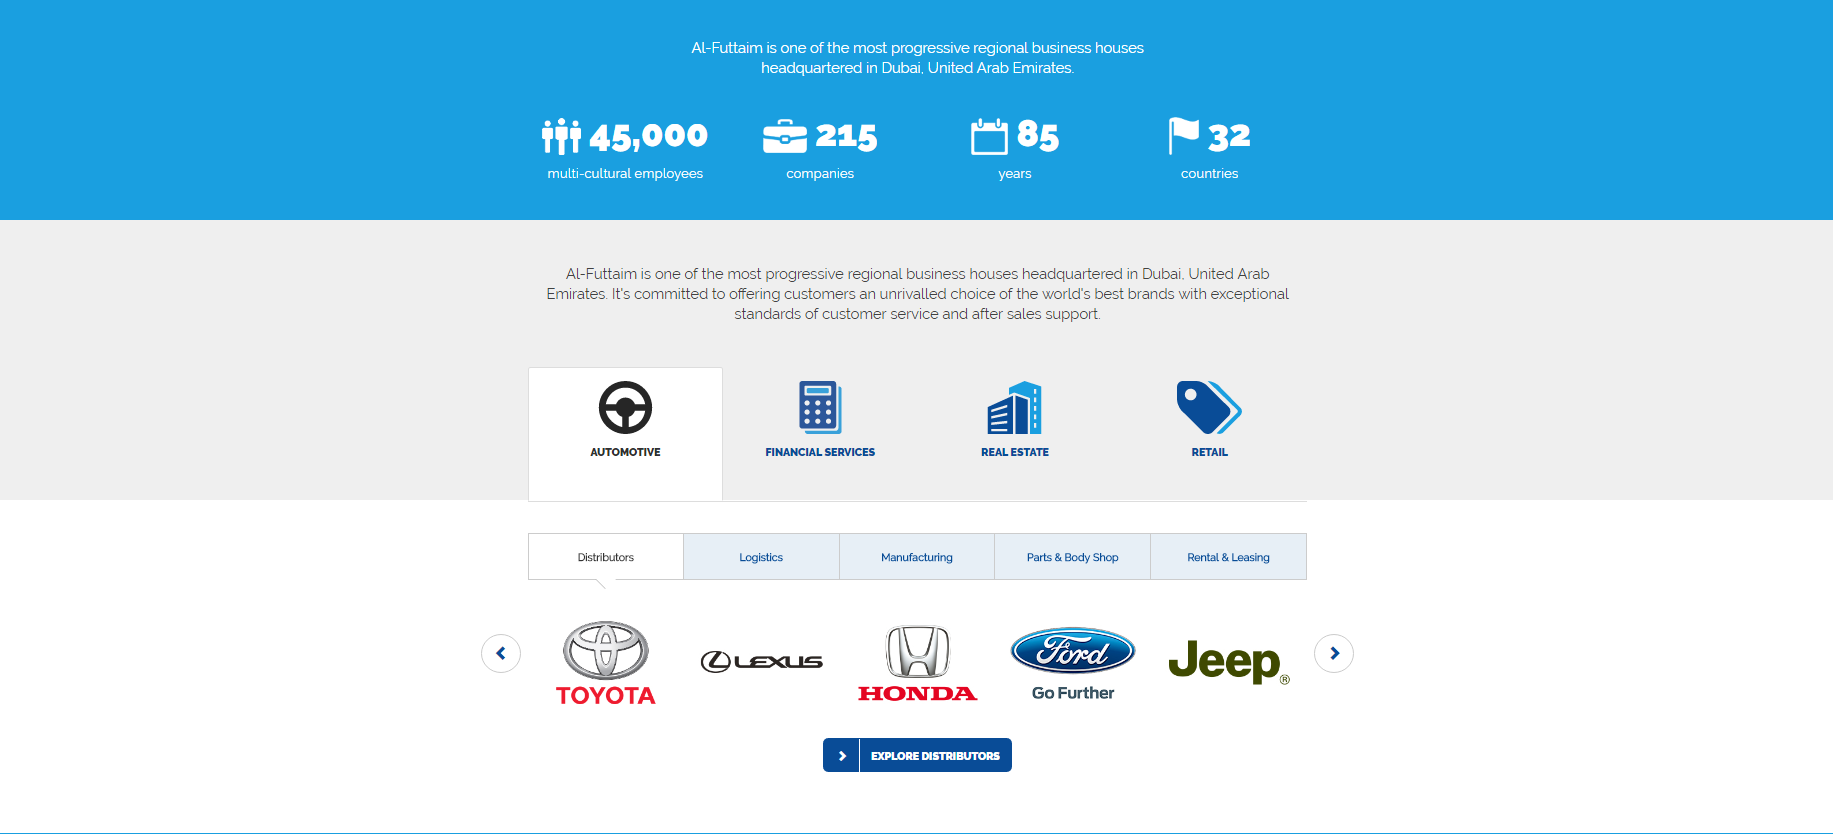 Al-Futtaim is one of the most progressive regional business houses
headquartered in Dubai, United Arab Emirates.
45,000
multi-cultural employees
215
companies
85
years
32
countries
Al-Futtaim is one of the most progressive regional business houses headquartered in Dubai, United Arab
Emirates. It's committed to offering customers an unrivalled choice of the world's best brands with exceptional
standards of customer service and after sales support.
AUTOMOTIVE
FINANCIAL SERVICES
REAL ESTATE
RETAIL
Distributors
Logistics
Manufacturing
Parts & Body Shop
Rental & Leasing
TOYOTA
LEXUS
HONDA
Ford
Go Further
Jeep®
EXPLORE DISTRIBUTORS